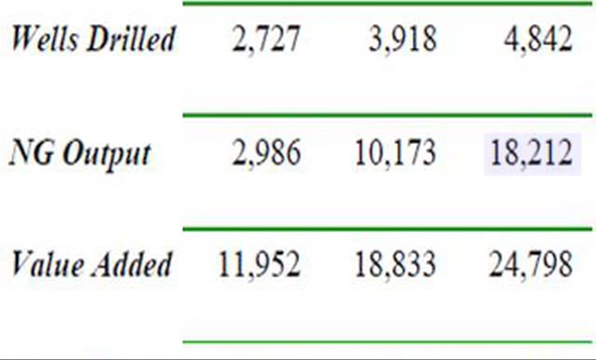 Wells Drilled 2,727 3,918 4,842
NG Output 2,986 10,173 18,212
Value Added 11,952 18,833 24,798